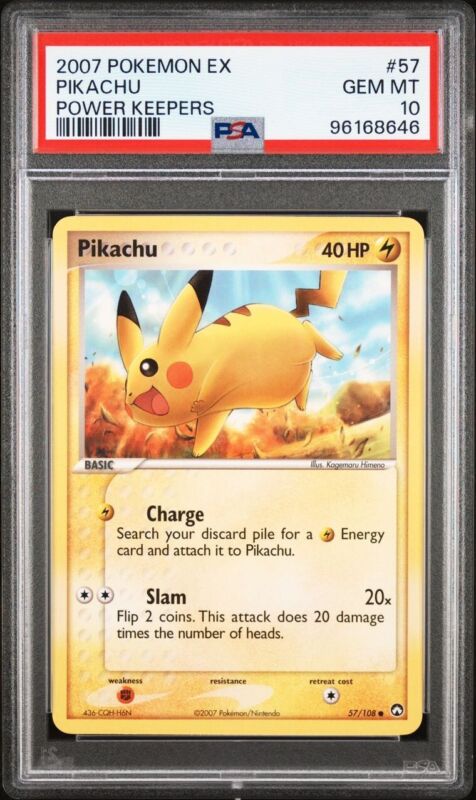 2007 POKEMON EX #57
PIKACHU GEM MT
POWER KEEPERS 10
PSA 96168646
Pikachu 40 HP
BASIC Illus. Kagemaru Himeno
Charge
Search your discard pile for a Energy
card and attach it to Pikachu.
Slam 20x
Flip 2 coins. This attack does 20 damage
times the number of heads.
weakness resistance retreat cost
436-CQH-H6N ©2007 Pokémon/Nintendo 57/108
PSA